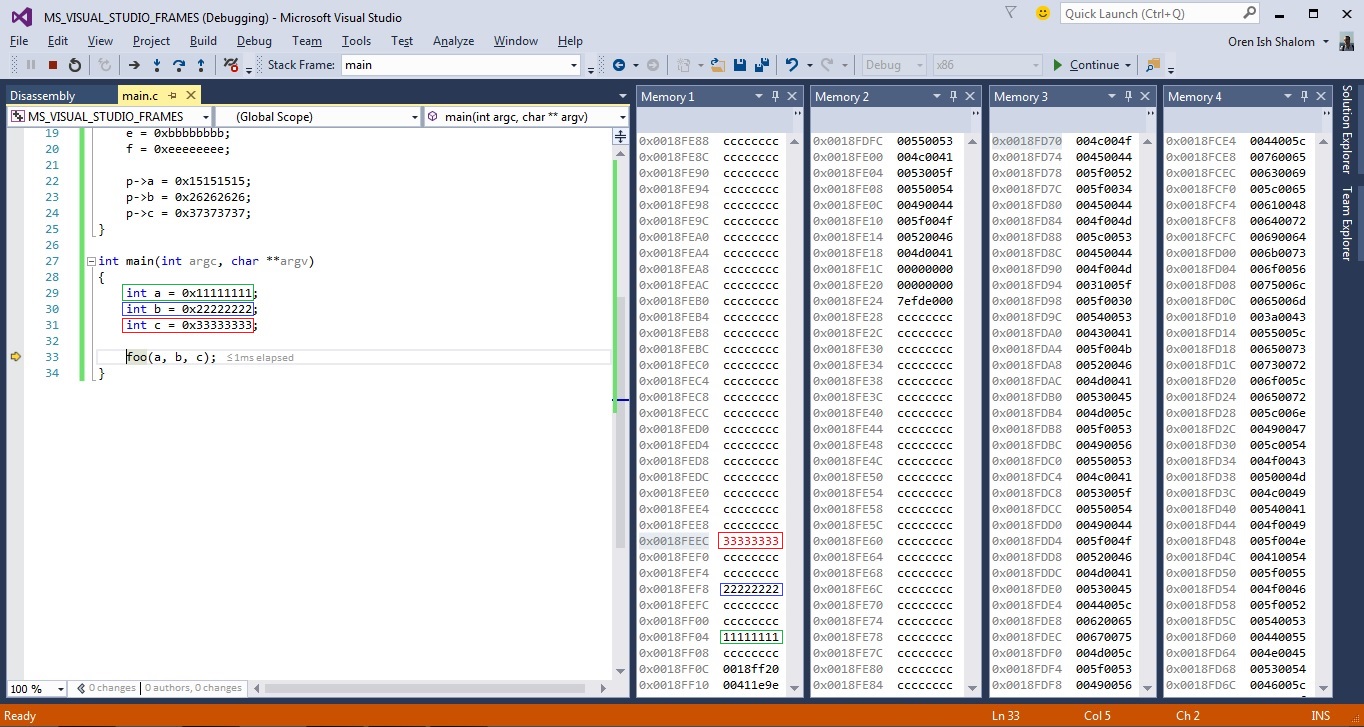 MS_VISUAL_STUDIO_FRAMES (Debugging) - Microsoft Visual Studio
Quick Launch (Ctrl+Q)
File Edit View Project Build Debug Team Tools Test Analyze Window Help
Oren Ish Shalom
Stack Frame: main
Debug x86 Continue
Disassembly main.c
MS_VISUAL_STUDIO_FRAMES (Global Scope) main(int argc, char ** argv)
19 e = 0xbbbbbbbb;
20 f = 0xeeeeeeee;
21
22 p->a = 0x15151515;
23 p->b = 0x26262626;
24 p->c = 0x37373737;
25 }
26
27 int main(int argc, char **argv)
28 {
29 int a = 0x11111111;
30 int b = 0x22222222;
31 int c = 0x33333333;
32
33 foo(a, b, c); ≤1ms elapsed
34 }
100 % 0 changes | 0 authors, 0 changes
Memory 1
0x0018FE88 cccccccc
0x0018FE8C cccccccc
0x0018FE90 cccccccc
0x0018FE94 cccccccc
0x0018FE98 cccccccc
0x0018FE9C cccccccc
0x0018FEA0 cccccccc
0x0018FEA4 cccccccc
0x0018FEA8 cccccccc
0x0018FEAC cccccccc
0x0018FEB0 cccccccc
0x0018FEB4 cccccccc
0x0018FEB8 cccccccc
0x0018FEBC cccccccc
0x0018FEC0 cccccccc
0x0018FEC4 cccccccc
0x0018FEC8 cccccccc
0x0018FECC cccccccc
0x0018FED0 cccccccc
0x0018FED4 cccccccc
0x0018FED8 cccccccc
0x0018FEDC cccccccc
0x0018FEE0 cccccccc
0x0018FEE4 cccccccc
0x0018FEE8 cccccccc
0x0018FEEC 33333333
0x0018FEF0 cccccccc
0x0018FEF4 cccccccc
0x0018FEF8 22222222
0x0018FEFC cccccccc
0x0018FF00 cccccccc
0x0018FF04 11111111
0x0018FF08 cccccccc
0x0018FF0C 0018ff20
0x0018FF10 00411e9e
Memory 2
0x0018FDFC 00550053
0x0018FE00 004c0041
0x0018FE04 0053005f
0x0018FE08 00550054
0x0018FE0C 00490044
0x0018FE10 005f004f
0x0018FE14 00520046
0x0018FE18 004d0041
0x0018FE1C 00000000
0x0018FE20 00000000
0x0018FE24 7efde000
0x0018FE28 cccccccc
0x0018FE2C cccccccc
0x0018FE30 cccccccc
0x0018FE34 cccccccc
0x0018FE38 cccccccc
0x0018FE3C cccccccc
0x0018FE40 cccccccc
0x0018FE44 cccccccc
0x0018FE48 cccccccc
0x0018FE4C cccccccc
0x0018FE50 cccccccc
0x0018FE54 cccccccc
0x0018FE58 cccccccc
0x0018FE5C cccccccc
0x0018FE60 cccccccc
0x0018FE64 cccccccc
0x0018FE68 cccccccc
0x0018FE6C cccccccc
0x0018FE70 cccccccc
0x0018FE74 cccccccc
0x0018FE78 cccccccc
0x0018FE7C cccccccc
0x0018FE80 cccccccc
0x0018FE84 cccccccc
Memory 3
0x0018FD70 004c004f
0x0018FD74 00450044
0x0018FD78 005f0052
0x0018FD7C 005f0034
0x0018FD80 00450044
0x0018FD84 004f004d
0x0018FD88 005c0053
0x0018FD8C 00450044
0x0018FD90 004f004d
0x0018FD94 0031005f
0x0018FD98 005f0030
0x0018FD9C 00540053
0x0018FDA0 00430041
0x0018FDA4 005f004b
0x0018FDA8 00520046
0x0018FDAC 004d0041
0x0018FDB0 00530045
0x0018FDB4 004d005c
0x0018FDB8 005f0053
0x0018FDBC 00490056
0x0018FDC0 00550053
0x0018FDC4 004c0041
0x0018FDC8 0053005f
0x0018FDCC 00550054
0x0018FDD0 00490044
0x0018FDD4 005f004f
0x0018FDD8 00520046
0x0018FDDC 004d0041
0x0018FDE0 00530045
0x0018FDE4 0044005c
0x0018FDE8 00620065
0x0018FDEC 00670075
0x0018FDF0 004d005c
0x0018FDF4 005f0053
0x0018FDF8 00490056
Memory 4
0x0018FCE4 0044005c
0x0018FCE8 00760065
0x0018FCEC 00630069
0x0018FCF0 005c0065
0x0018FCF4 00610048
0x0018FCF8 00640072
0x0018FCFC 00690064
0x0018FD00 006b0073
0x0018FD04 006f0056
0x0018FD08 0075006c
0x0018FD0C 0065006d
0x0018FD10 003a0043
0x0018FD14 0055005c
0x0018FD18 00650073
0x0018FD1C 00730072
0x0018FD20 006f005c
0x0018FD24 00650072
0x0018FD28 005c006e
0x0018FD2C 00490047
0x0018FD30 005c0054
0x0018FD34 004f0043
0x0018FD38 0050004d
0x0018FD3C 004c0049
0x0018FD40 00540041
0x0018FD44 004f0049
0x0018FD48 005f004e
0x0018FD4C 00410054
0x0018FD50 005f0055
0x0018FD54 004f0046
0x0018FD58 005f0052
0x0018FD5C 00540053
0x0018FD60 00440055
0x0018FD64 004e0045
0x0018FD68 00530054
0x0018FD6C 0046005c
Solution Explorer
Team Explorer
Ready Ln 33 Col 5 Ch 2 INS